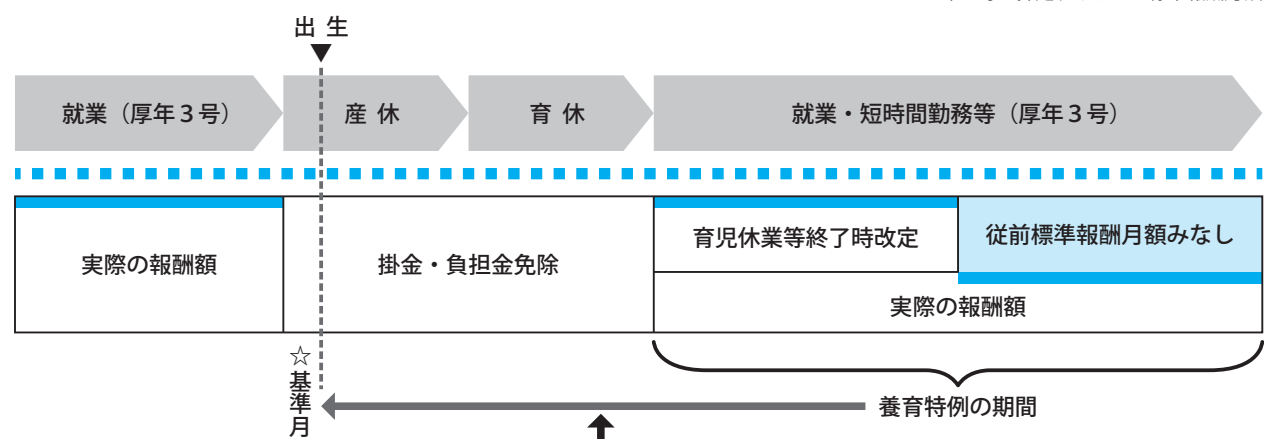 出 生
就業（厚年３号）
産 休
育 休
就業・短時間勤務等（厚年３号）
実際の報酬額
掛金・負担金免除
育児休業等終了時改定
従前標準報酬月額みなし
実際の報酬額
☆基準月
養育特例の期間